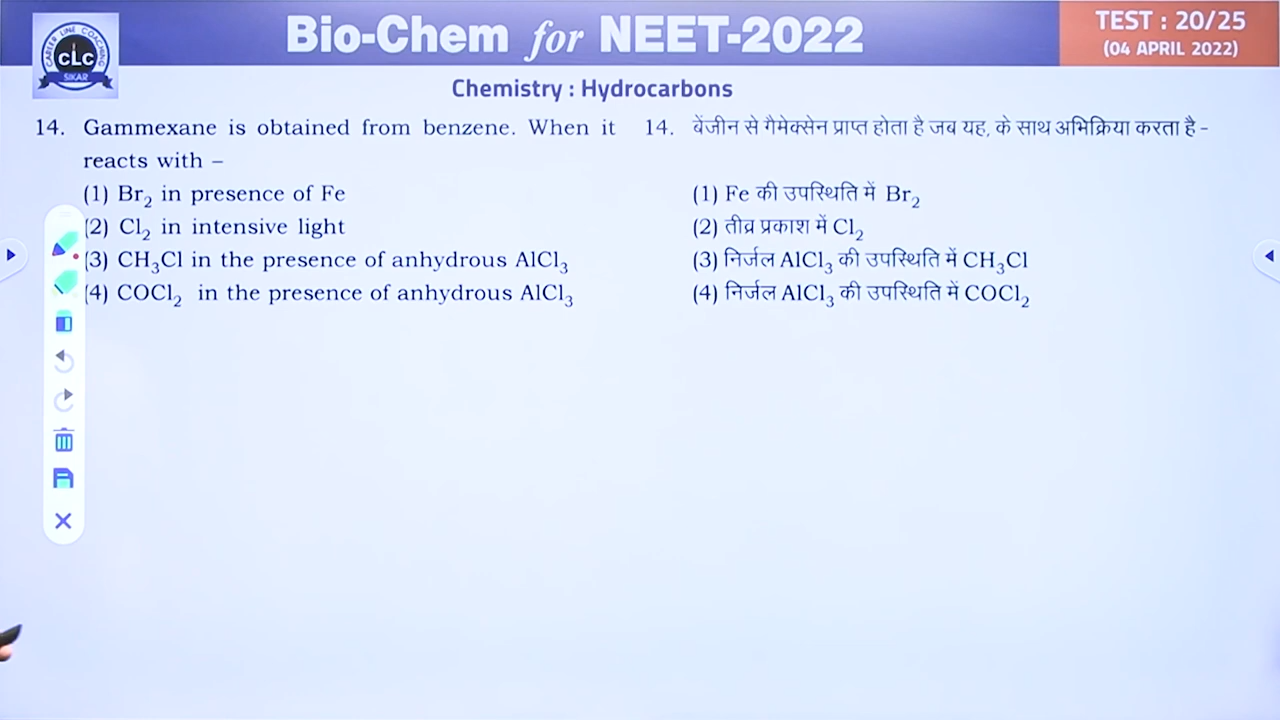 CAREER LINE COACHING
CLC
SIKAR
Bio-Chem for NEET-2022
TEST : 20/25
(04 APRIL 2022)
Chemistry : Hydrocarbons
14. Gammexane is obtained from benzene. When it
reacts with –
(1) Br₂ in presence of Fe
(2) Cl₂ in intensive light
(3) CH₃Cl in the presence of anhydrous AlCl₃
(4) COCl₂ in the presence of anhydrous AlCl₃
14. बेंजीन से गैमेक्सेन प्राप्त होता है जब यह, के साथ अभिक्रिया करता है –
(1) Fe की उपस्थिति में Br₂
(2) तीव्र प्रकाश में Cl₂
(3) निर्जल AlCl₃ की उपस्थिति में CH₃Cl
(4) निर्जल AlCl₃ की उपस्थिति में COCl₂